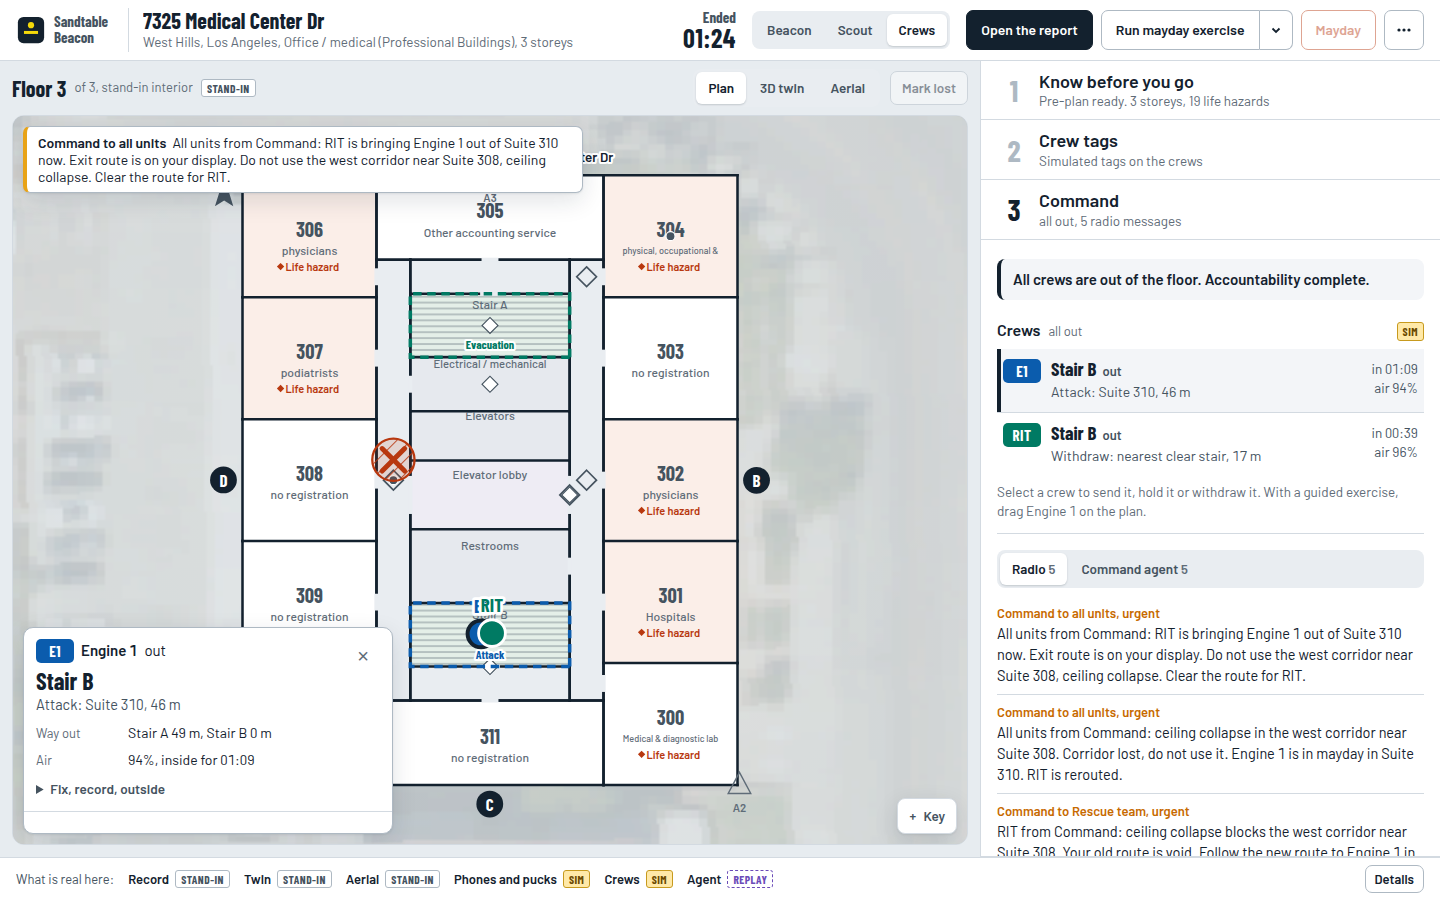 Sandtable Beacon
7325 Medical Center Dr
West Hills, Los Angeles, Office / medical (Professional Buildings), 3 storeys
Ended
01:24
Beacon
Scout
Crews
Open the report
Run mayday exercise
Mayday
Floor 3
of 3, stand-in interior
STAND-IN
Plan
3D twin
Aerial
Mark lost
Command to all units All units from Command: RIT is bringing Engine 1 out of Suite 310
now. Exit route is on your display. Do not use the west corridor near Suite 308, ceiling
collapse. Clear the route for RIT.
ter Dr
A3
305
Other accounting service
306
physicians
Life hazard
304
physical, occupational &
Life hazard
Stair A
Evacuation
307
podiatrists
Life hazard
Electrical / mechanical
303
no registration
Elevators
308
no registration
Elevator lobby
302
physicians
Life hazard
D
B
Restrooms
309
no registration
301
Hospitals
Life hazard
RIT
Attack
311
no registration
300
Medical & diagnostic lab
Life hazard
C
A2
E1
Engine 1 out
Stair B
Attack: Suite 310, 46 m
Way out Stair A 49 m, Stair B 0 m
Air 94%, inside for 01:09
Fix, record, outside
+ Key
1
Know before you go
Pre-plan ready. 3 storeys, 19 life hazards
2
Crew tags
Simulated tags on the crews
3
Command
all out, 5 radio messages
All crews are out of the floor. Accountability complete.
Crews all out
SIM
E1
Stair B out
in 01:09
Attack: Suite 310, 46 m
air 94%
RIT
Stair B out
in 00:39
Withdraw: nearest clear stair, 17 m
air 96%
Select a crew to send it, hold it or withdraw it. With a guided exercise,
drag Engine 1 on the plan.
Radio 5
Command agent 5
Command to all units, urgent
All units from Command: RIT is bringing Engine 1 out of Suite 310
now. Exit route is on your display. Do not use the west corridor near
Suite 308, ceiling collapse. Clear the route for RIT.
Command to all units, urgent
All units from Command: ceiling collapse in the west corridor near
Suite 308. Corridor lost, do not use it. Engine 1 is in mayday in Suite
310. RIT is rerouted.
Command to Rescue team, urgent
RIT from Command: ceiling collapse blocks the west corridor near
Suite 308. Your old route is void. Follow the new route to Engine 1 in
What is real here:
Record STAND-IN
Twin STAND-IN
Aerial STAND-IN
Phones and pucks SIM
Crews SIM
Agent REPLAY
Details